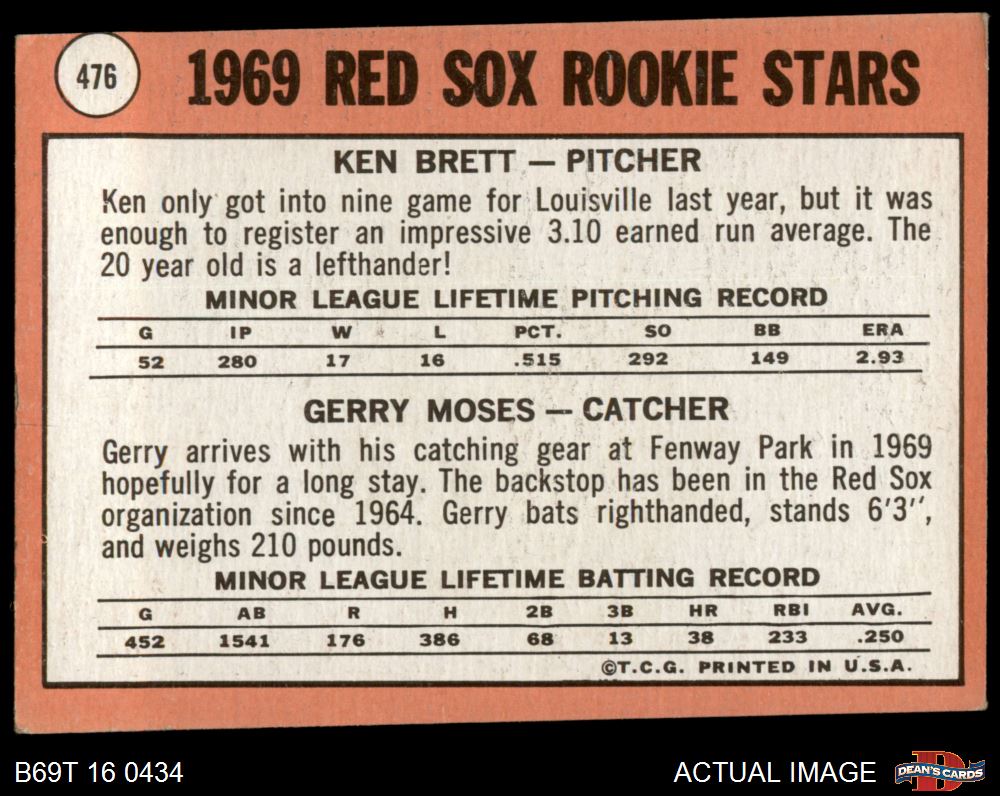 476
1969 RED SOX ROOKIE STARS
KEN BRETT — PITCHER
Ken only got into nine game for Louisville last year, but it was
enough to register an impressive 3.10 earned run average. The
20 year old is a lefthander!
MINOR LEAGUE LIFETIME PITCHING RECORD
G IP W L PCT. SO BB ERA
52 280 17 16 .515 292 149 2.93
GERRY MOSES — CATCHER
Gerry arrives with his catching gear at Fenway Park in 1969
hopefully for a long stay. The backstop has been in the Red Sox
organization since 1964. Gerry bats righthanded, stands 6'3'',
and weighs 210 pounds.
MINOR LEAGUE LIFETIME BATTING RECORD
G AB R H 2B 3B HR RBI AVG.
452 1541 176 386 68 13 38 233 .250
©T.C.G. PRINTED IN U.S.A.
B69T 16 0434
ACTUAL IMAGE
D
DEAN'S CARDS